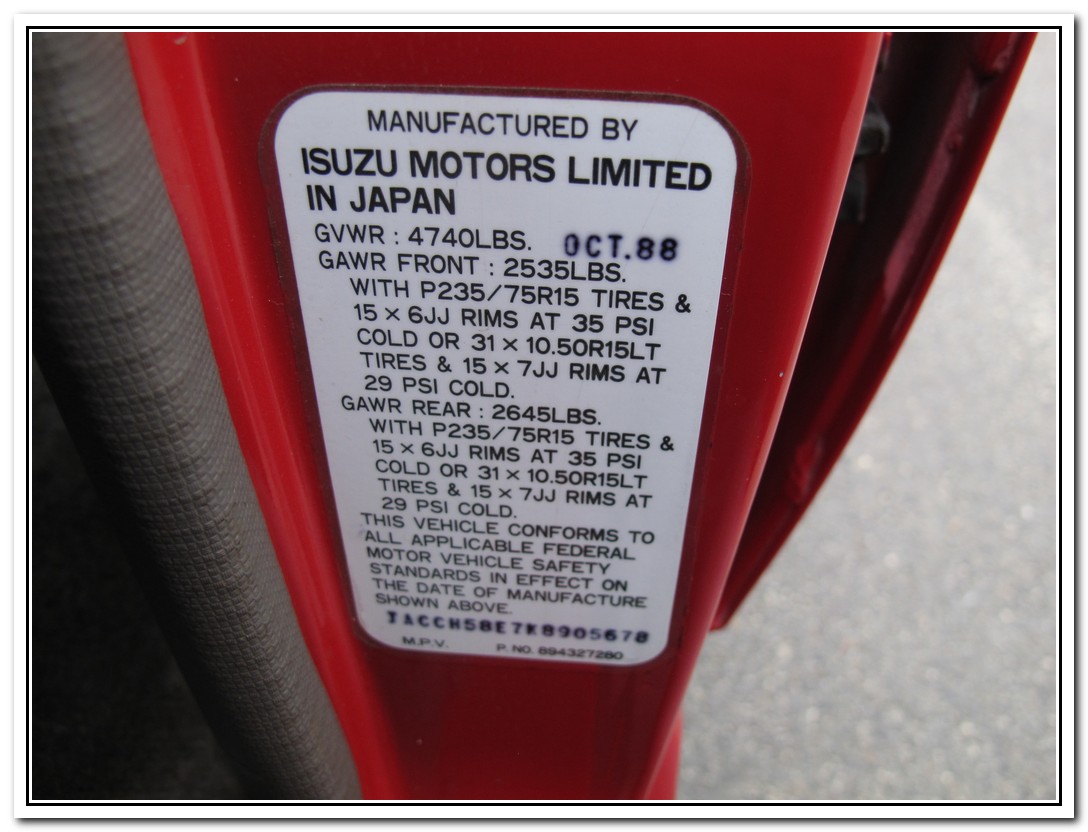 MANUFACTURED BY
ISUZU MOTORS LIMITED
IN JAPAN
GVWR : 4740LBS. OCT.88
GAWR FRONT : 2535LBS.
WITH P235/75R15 TIRES &
15 × 6JJ RIMS AT 35 PSI
COLD OR 31 × 10.50R15LT
TIRES & 15 × 7JJ RIMS AT
29 PSI COLD.
GAWR REAR : 2645LBS.
WITH P235/75R15 TIRES &
15 × 6JJ RIMS AT 35 PSI
COLD OR 31 × 10.50R15LT
TIRES & 15 × 7JJ RIMS AT
29 PSI COLD.
THIS VEHICLE CONFORMS TO
ALL APPLICABLE FEDERAL
MOTOR VEHICLE SAFETY
STANDARDS IN EFFECT ON
THE DATE OF MANUFACTURE
SHOWN ABOVE.
JACCH58E7K8905678
M.P.V. P. NO. 894327280